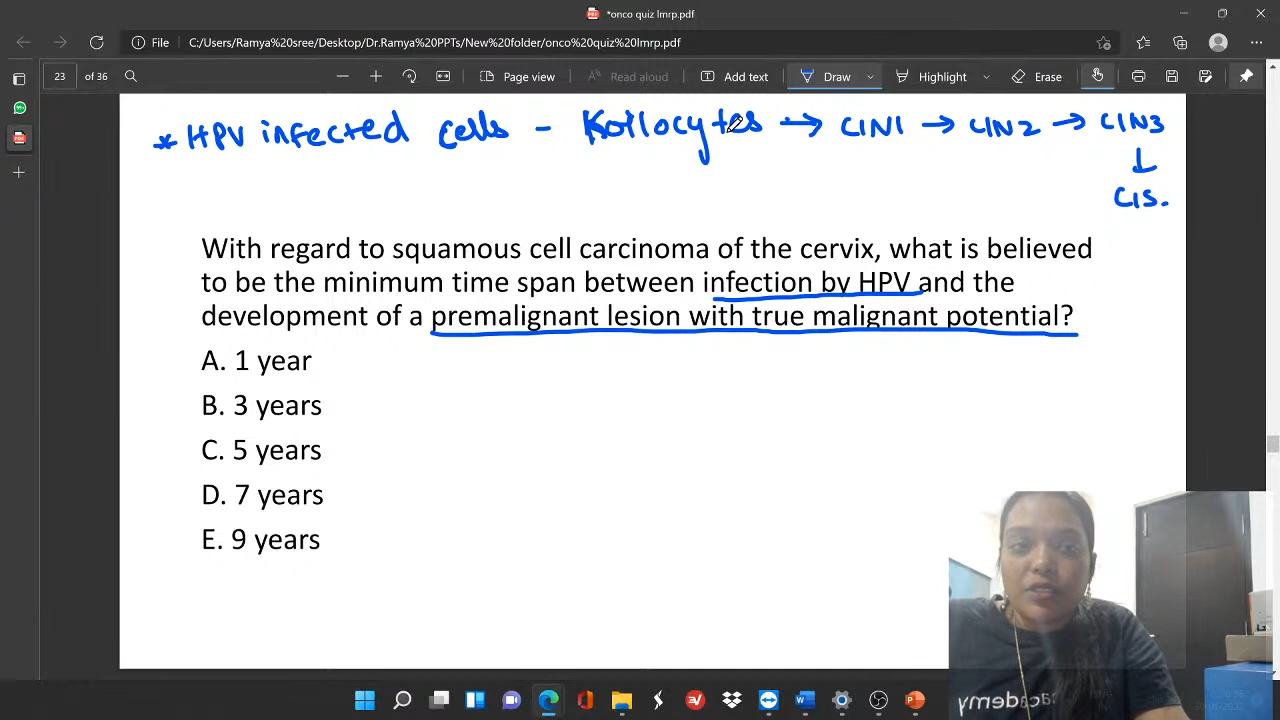 *onco quiz lmrp.pdf
File C:/Users/Ramya%20sree/Desktop/Dr.Ramya%20PPTs/New%20folder/onco%20quiz%20lmrp.pdf
23 of 36 Page view Read aloud Add text Draw Highlight Erase
* HPV infected cells - Koilocytes → CIN1 → CIN2 → CIN3
↓
CIS.
With regard to squamous cell carcinoma of the cervix, what is believed
to be the minimum time span between infection by HPV and the
development of a premalignant lesion with true malignant potential?
A. 1 year
B. 3 years
C. 5 years
D. 7 years
E. 9 years